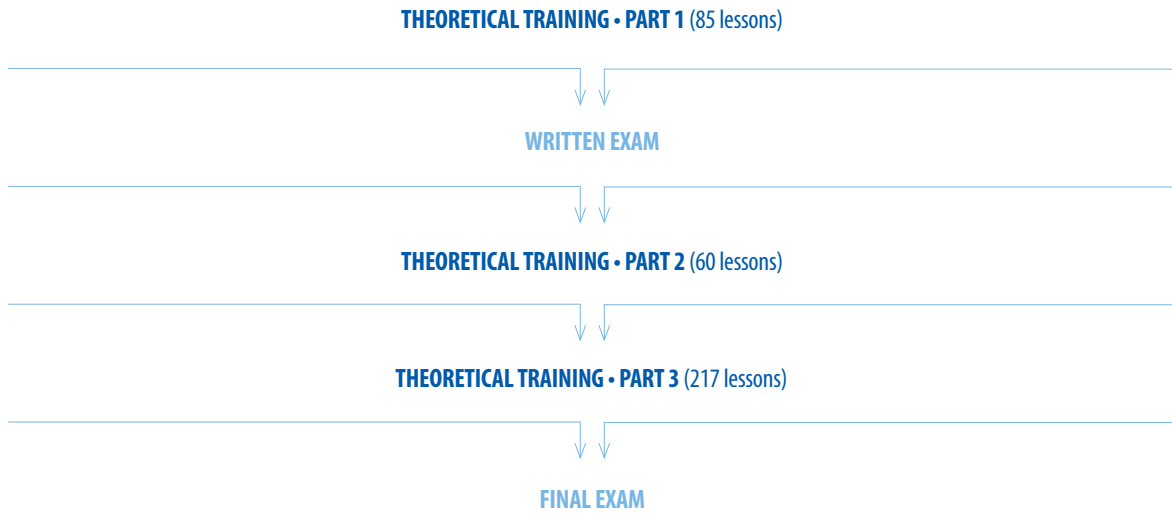 THEORETICAL TRAINING • PART 1 (85 lessons)
WRITTEN EXAM
THEORETICAL TRAINING • PART 2 (60 lessons)
THEORETICAL TRAINING • PART 3 (217 lessons)
FINAL EXAM